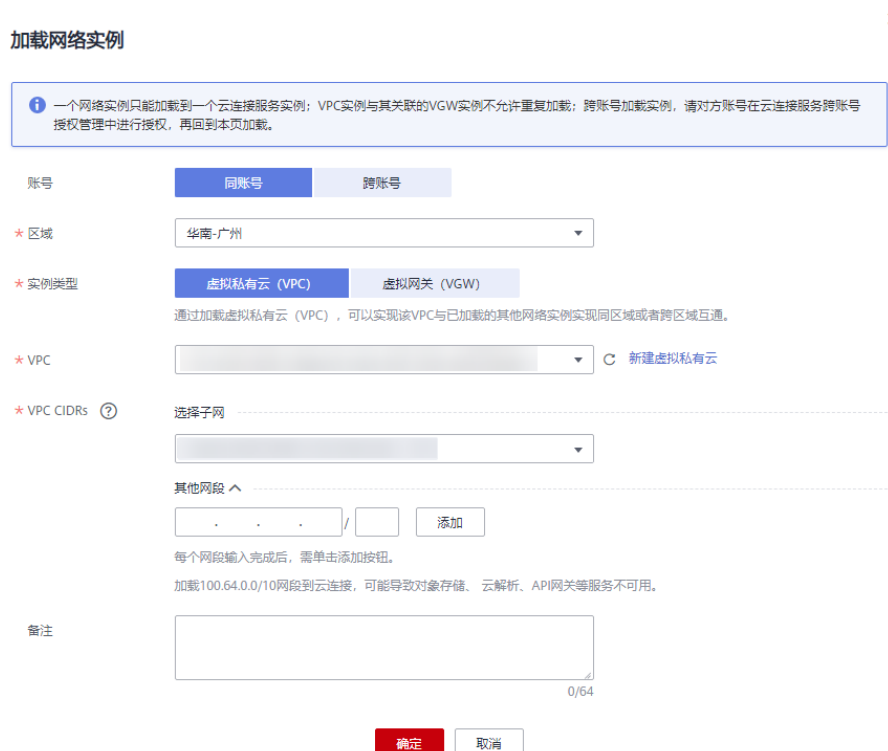 加载网络实例
一个网络实例只能加载到一个云连接服务实例；VPC实例与其关联的VGW实例不允许重复加载；跨账号加载实例，请对方账号在云连接服务跨账号
授权管理中进行授权，再回到本页加载。
账号 同账号 跨账号
* 区域 华南-广州
* 实例类型 虚拟私有云（VPC） 虚拟网关（VGW）
通过加载虚拟私有云（VPC），可以实现该VPC与已加载的其他网络实例实现同区域或者跨区域互通。
* VPC 新建虚拟私有云
* VPC CIDRs ? 选择子网
其他网段
. . . / 添加
每个网段输入完成后，需单击添加按钮。
加载100.64.0.0/10网段到云连接，可能导致对象存储、 云解析、API网关等服务不可用。
备注
0/64
确定 取消